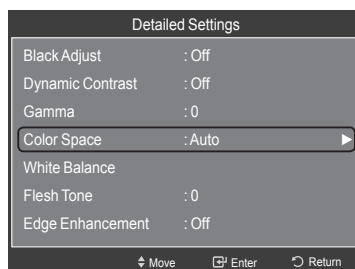 Detailed Settings
Black Adjust : Off
Dynamic Contrast : Off
Gamma : 0
Color Space : Auto
White Balance
Flesh Tone : 0
Edge Enhancement : Off
Move Enter Return